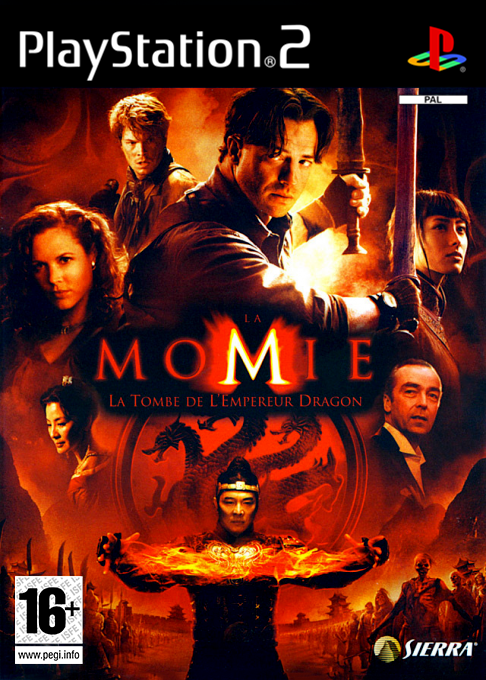 PlayStation®2
PAL
LA
MOMIE
LA TOMBE DE L'EMPEREUR DRAGON
16+
www.pegi.info
SIERRA®